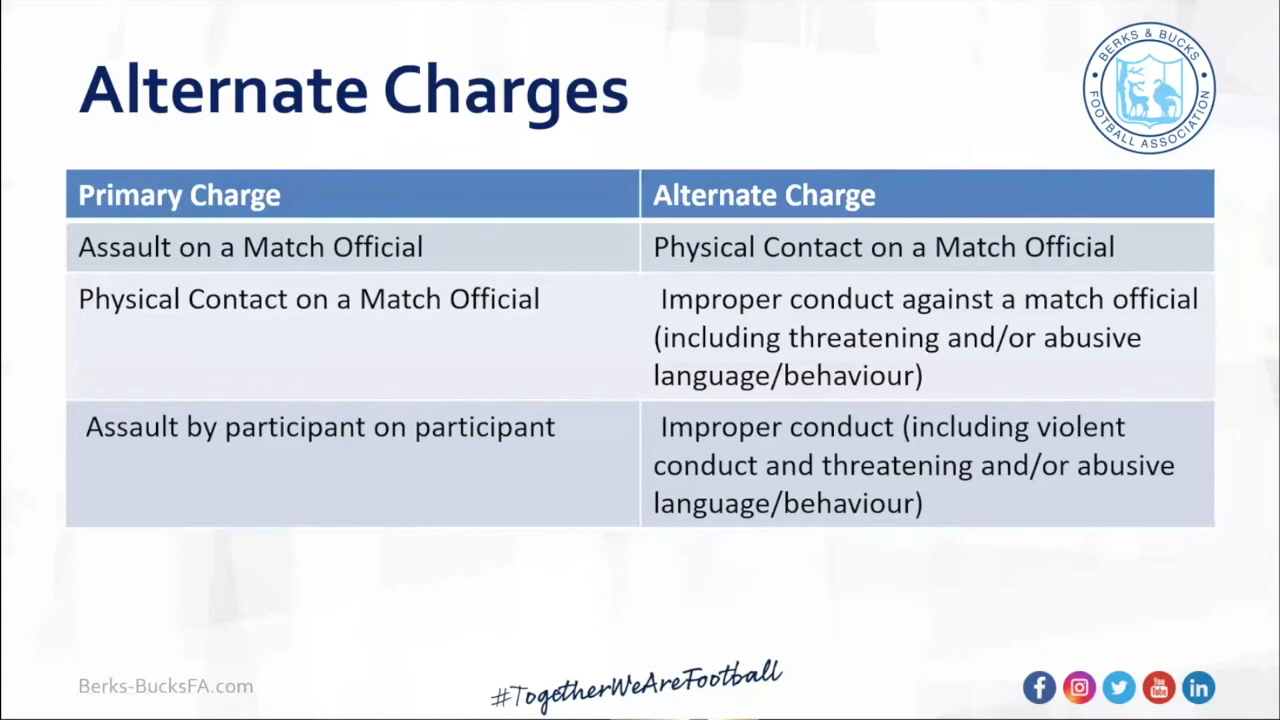 Alternate Charges
BERKS & BUCKS
FOOTBALL ASSOCIATION
Primary Charge
Alternate Charge
Assault on a Match Official
Physical Contact on a Match Official
Physical Contact on a Match Official
Improper conduct against a match official
(including threatening and/or abusive
language/behaviour)
Assault by participant on participant
Improper conduct (including violent
conduct and threatening and/or abusive
language/behaviour)
Berks-BucksFA.com
#TogetherWeAreFootball
You
Tube
in